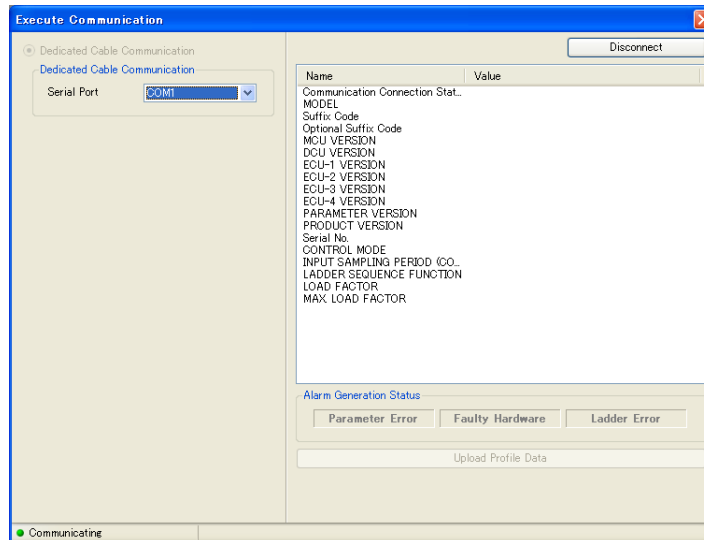 Execute Communication
Dedicated Cable Communication
Dedicated Cable Communication
Serial Port
COM1
Disconnect
Name Value
Communication Connection Stat...
MODEL
Suffix Code
Optional Suffix Code
MCU VERSION
DCU VERSION
ECU-1 VERSION
ECU-2 VERSION
ECU-3 VERSION
ECU-4 VERSION
PARAMETER VERSION
PRODUCT VERSION
Serial No.
CONTROL MODE
INPUT SAMPLING PERIOD (CO...
LADDER SEQUENCE FUNCTION
LOAD FACTOR
MAX. LOAD FACTOR
Alarm Generation Status
Parameter Error Faulty Hardware Ladder Error
Upload Profile Data
Communicating